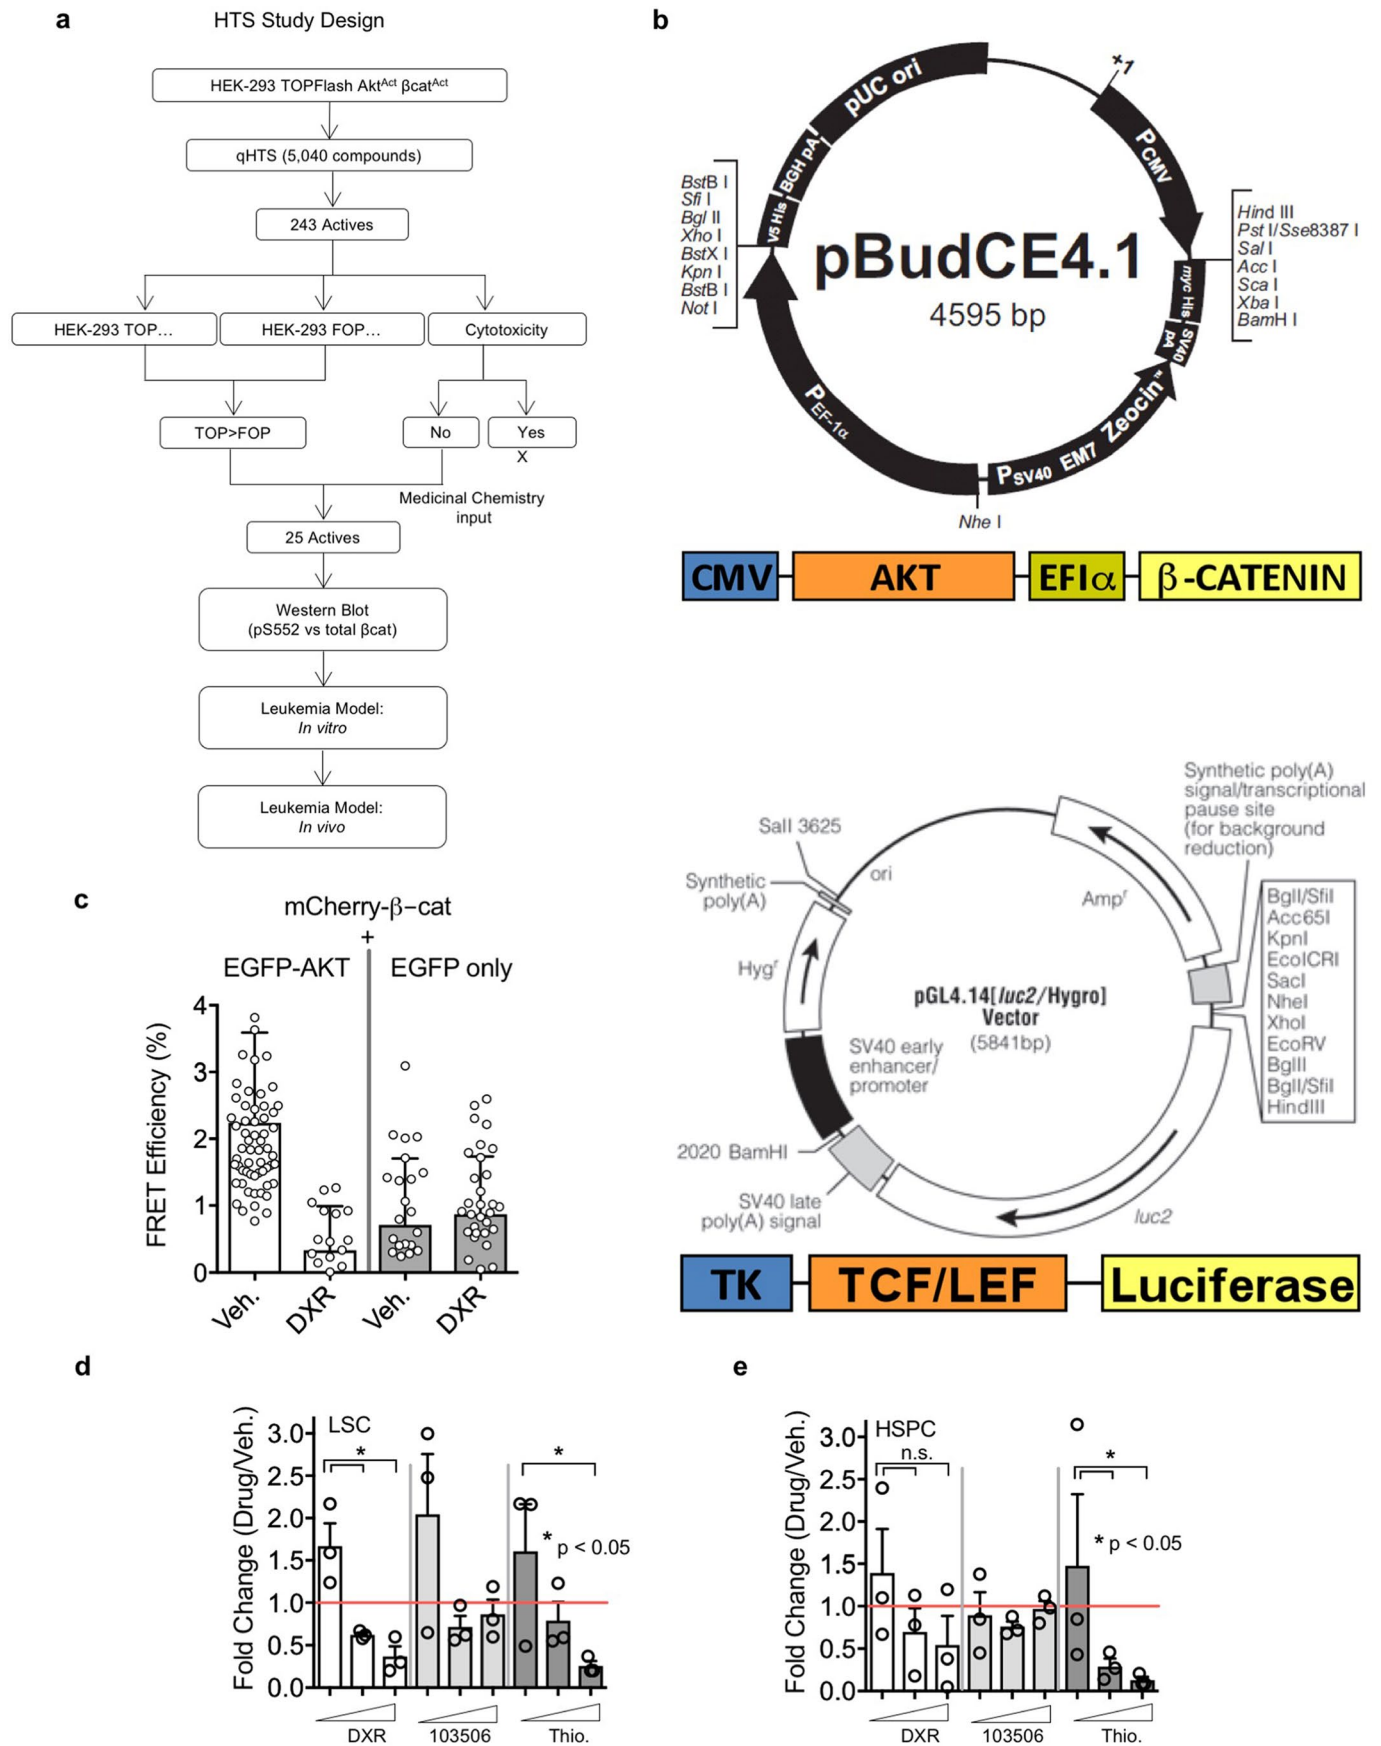 a
HTS Study Design
HEK-293 TOPFlash AktAct βcatAct
qHTS (5,040 compounds)
243 Actives
HEK-293 TOP…
HEK-293 FOP…
Cytotoxicity
TOP>FOP
No
Yes
X
Medicinal Chemistry
input
25 Actives
Western Blot
(pS552 vs total βcat)
Leukemia Model:
In vitro
Leukemia Model:
In vivo
b
+1
pUC ori
PCMV
BGH pA
V5 His
BstB I
Sfi I
Bgl II
Xho I
BstX I
Kpn I
BstB I
Not I
pBudCE4.1
4595 bp
Hind III
Pst I/Sse8387 I
Sal I
Acc I
Sca I
Xba I
BamH I
myc His
SV40
pA
PEF-1α
PSV40 EM7 Zeocin™
Nhe I
CMV
AKT
EFIα
β-CATENIN
Synthetic poly(A)
signal/transcriptional
pause site
(for background
reduction)
SalI 3625
Synthetic
poly(A)
ori
Ampr
Hygr
BglI/SfiI
Acc65I
KpnI
EcoICRI
SacI
NheI
XhoI
EcoRV
BglII
BglI/SfiI
HindIII
pGL4.14[luc2/Hygro]
Vector
(5841bp)
SV40 early
enhancer/
promoter
2020 BamHI
SV40 late
poly(A) signal
luc2
TK
TCF/LEF
Luciferase
c
mCherry-β-cat
+
EGFP-AKT
EGFP only
FRET Efficiency (%)
4
3
2
1
0
Veh.
DXR
Veh.
DXR
d
LSC
Fold Change (Drug/Veh.)
3.0
2.5
2.0
1.5
1.0
0.5
0.0
*
*
* p < 0.05
DXR
103506
Thio.
e
HSPC
Fold Change (Drug/Veh.)
3.0
2.5
2.0
1.5
1.0
0.5
0.0
n.s.
*
* p < 0.05
DXR
103506
Thio.